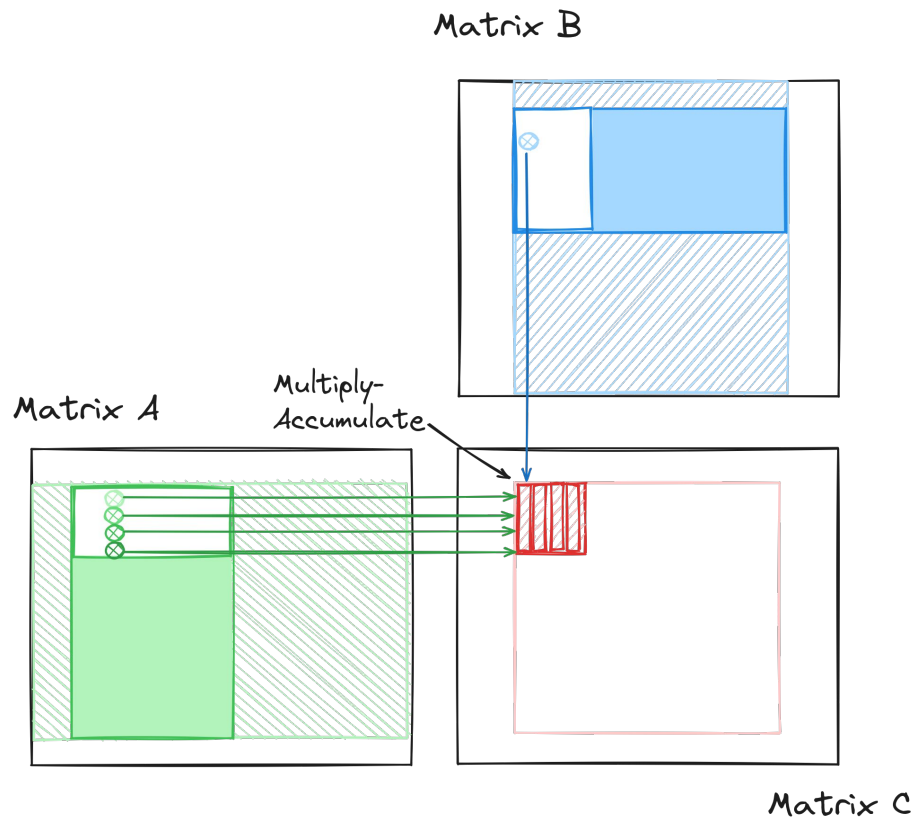 Matrix B
Multiply-
Accumulate
Matrix A
Matrix C